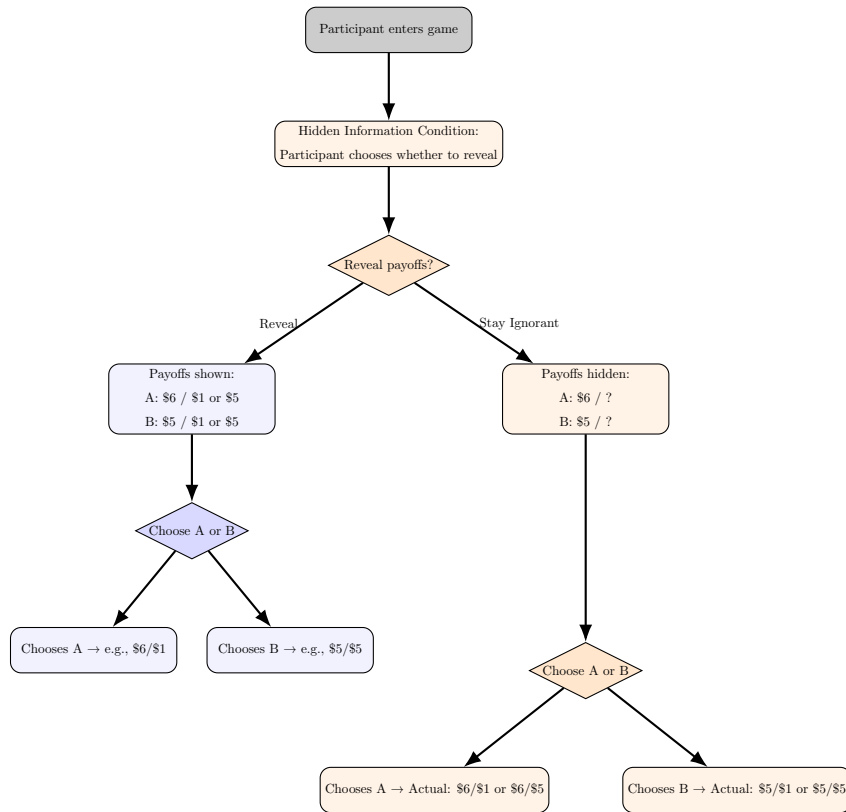 Participant enters game
Hidden Information Condition:
Participant chooses whether to reveal
Reveal payoffs?
Reveal
Stay Ignorant
Payoffs shown:
A: $6 / $1 or $5
B: $5 / $1 or $5
Payoffs hidden:
A: $6 / ?
B: $5 / ?
Choose A or B
Chooses A → e.g., $6/$1
Chooses B → e.g., $5/$5
Choose A or B
Chooses A → Actual: $6/$1 or $6/$5
Chooses B → Actual: $5/$1 or $5/$5